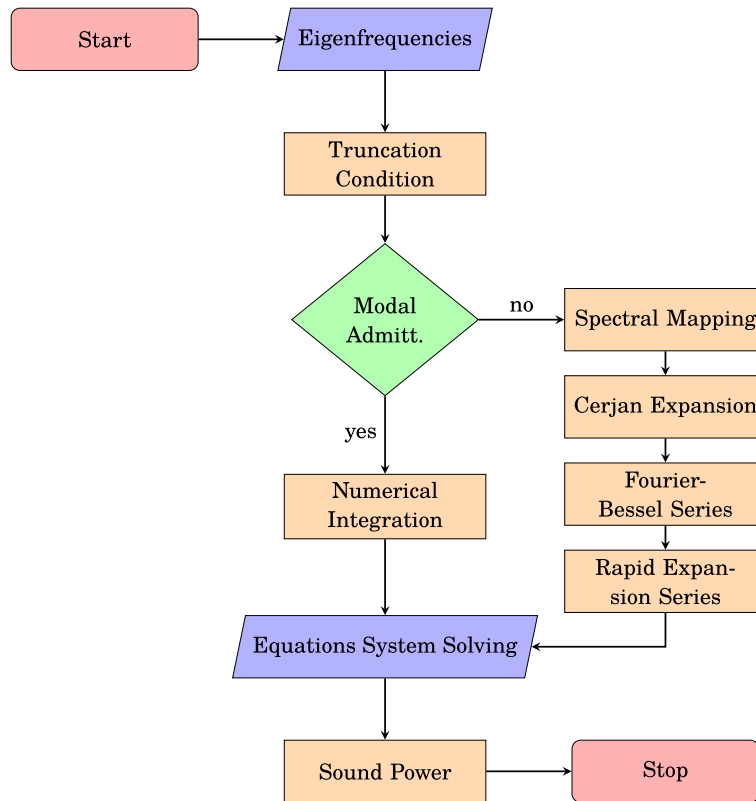 Start
Eigenfrequencies
Truncation
Condition
Modal
Admitt.
no
Spectral Mapping
Cerjan Expansion
yes
Fourier-
Bessel Series
Numerical
Integration
Rapid Expan-
sion Series
Equations System Solving
Sound Power
Stop